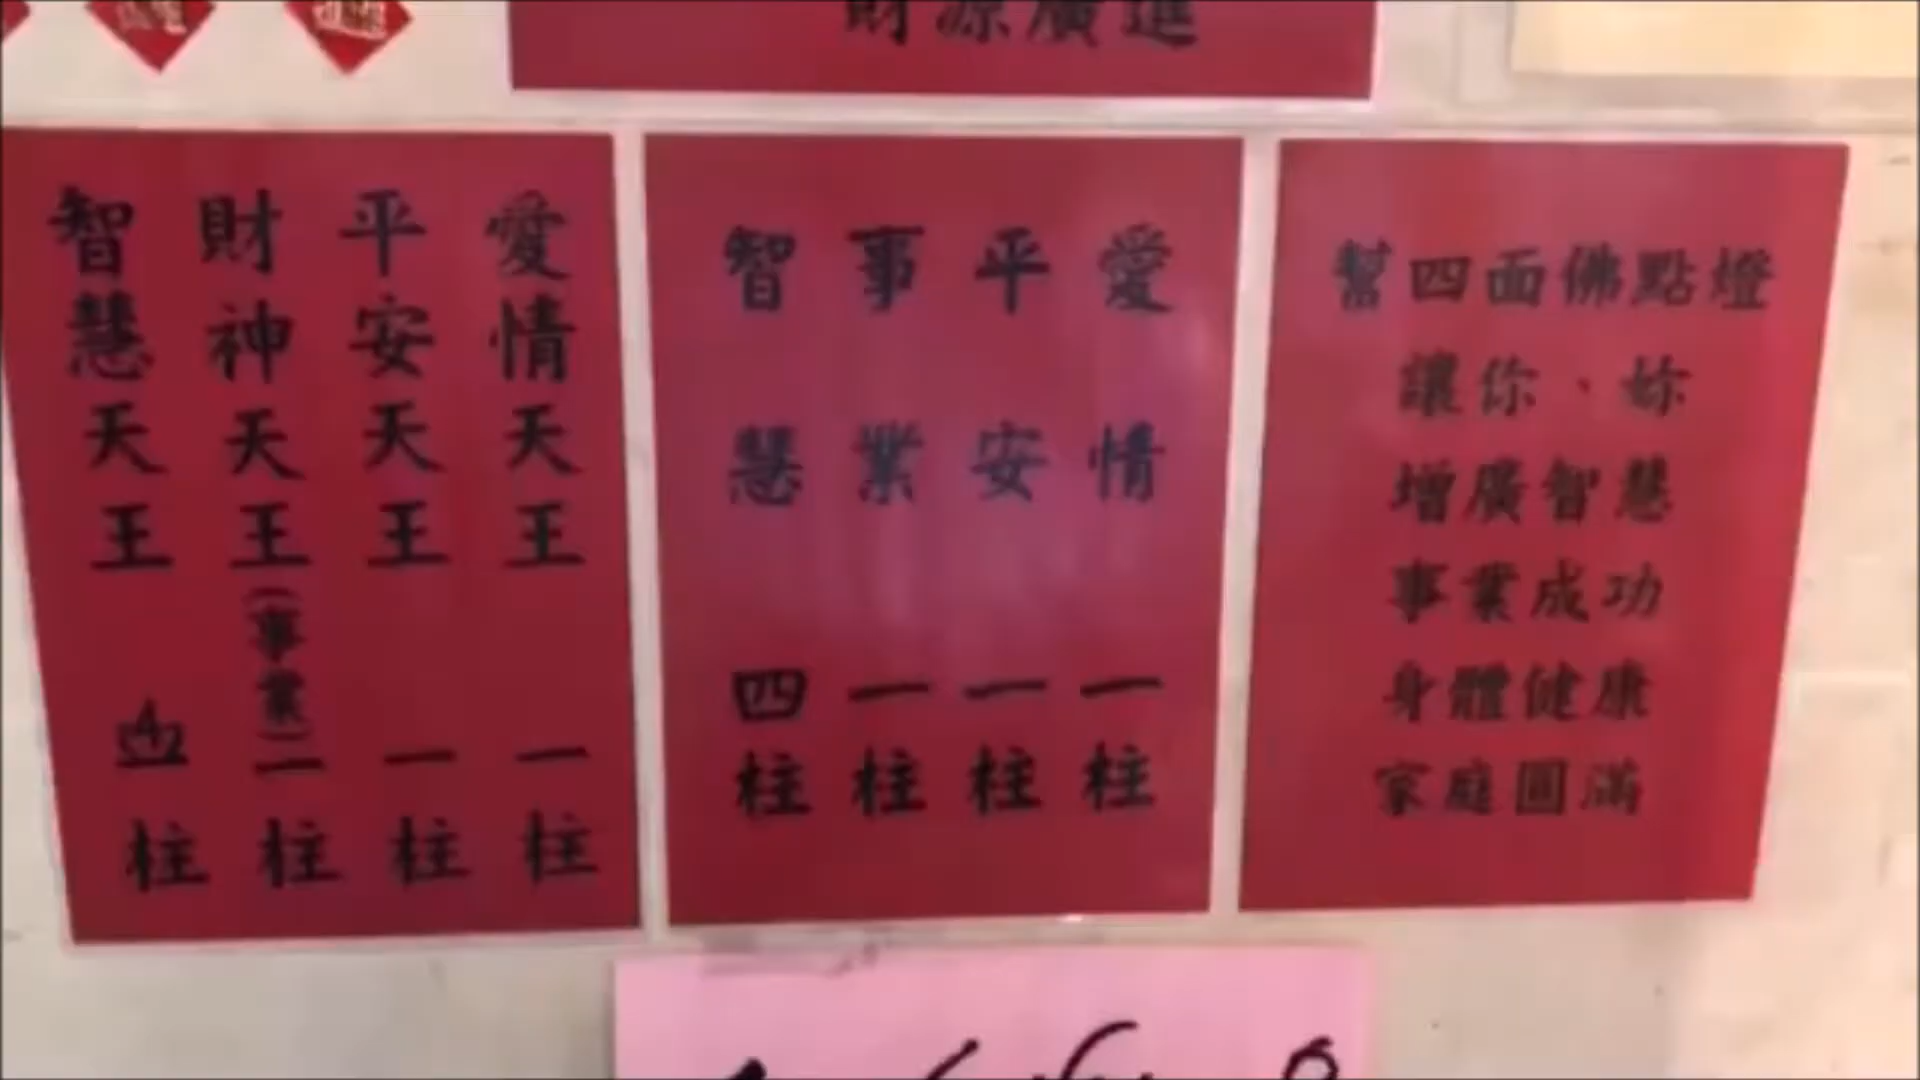 財源廣進
愛情天王 一柱
平安天王 一柱
財神天王(事業)一柱
智慧天王 柱
愛情 一柱
平安 一柱
事業 一柱
智慧 四柱
幫四面佛點燈
讓你、妳
增廣智慧
事業成功
身體健康
家庭圓滿